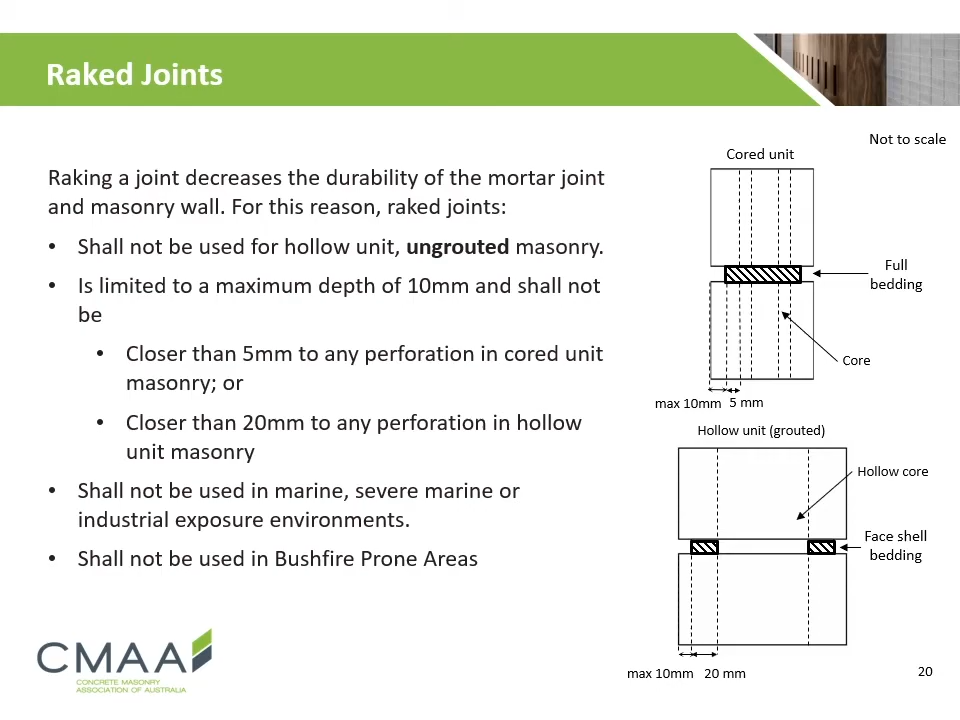 Raked Joints
Raking a joint decreases the durability of the mortar joint
and masonry wall. For this reason, raked joints:
• Shall not be used for hollow unit, ungrouted masonry.
• Is limited to a maximum depth of 10mm and shall not
be
• Closer than 5mm to any perforation in cored unit
masonry; or
• Closer than 20mm to any perforation in hollow
unit masonry
• Shall not be used in marine, severe marine or
industrial exposure environments.
• Shall not be used in Bushfire Prone Areas
Not to scale
Cored unit
Full
bedding
Core
max 10mm 5 mm
Hollow unit (grouted)
Hollow core
Face shell
bedding
max 10mm 20 mm
CMAA
CONCRETE MASONRY
ASSOCIATION OF AUSTRALIA
20